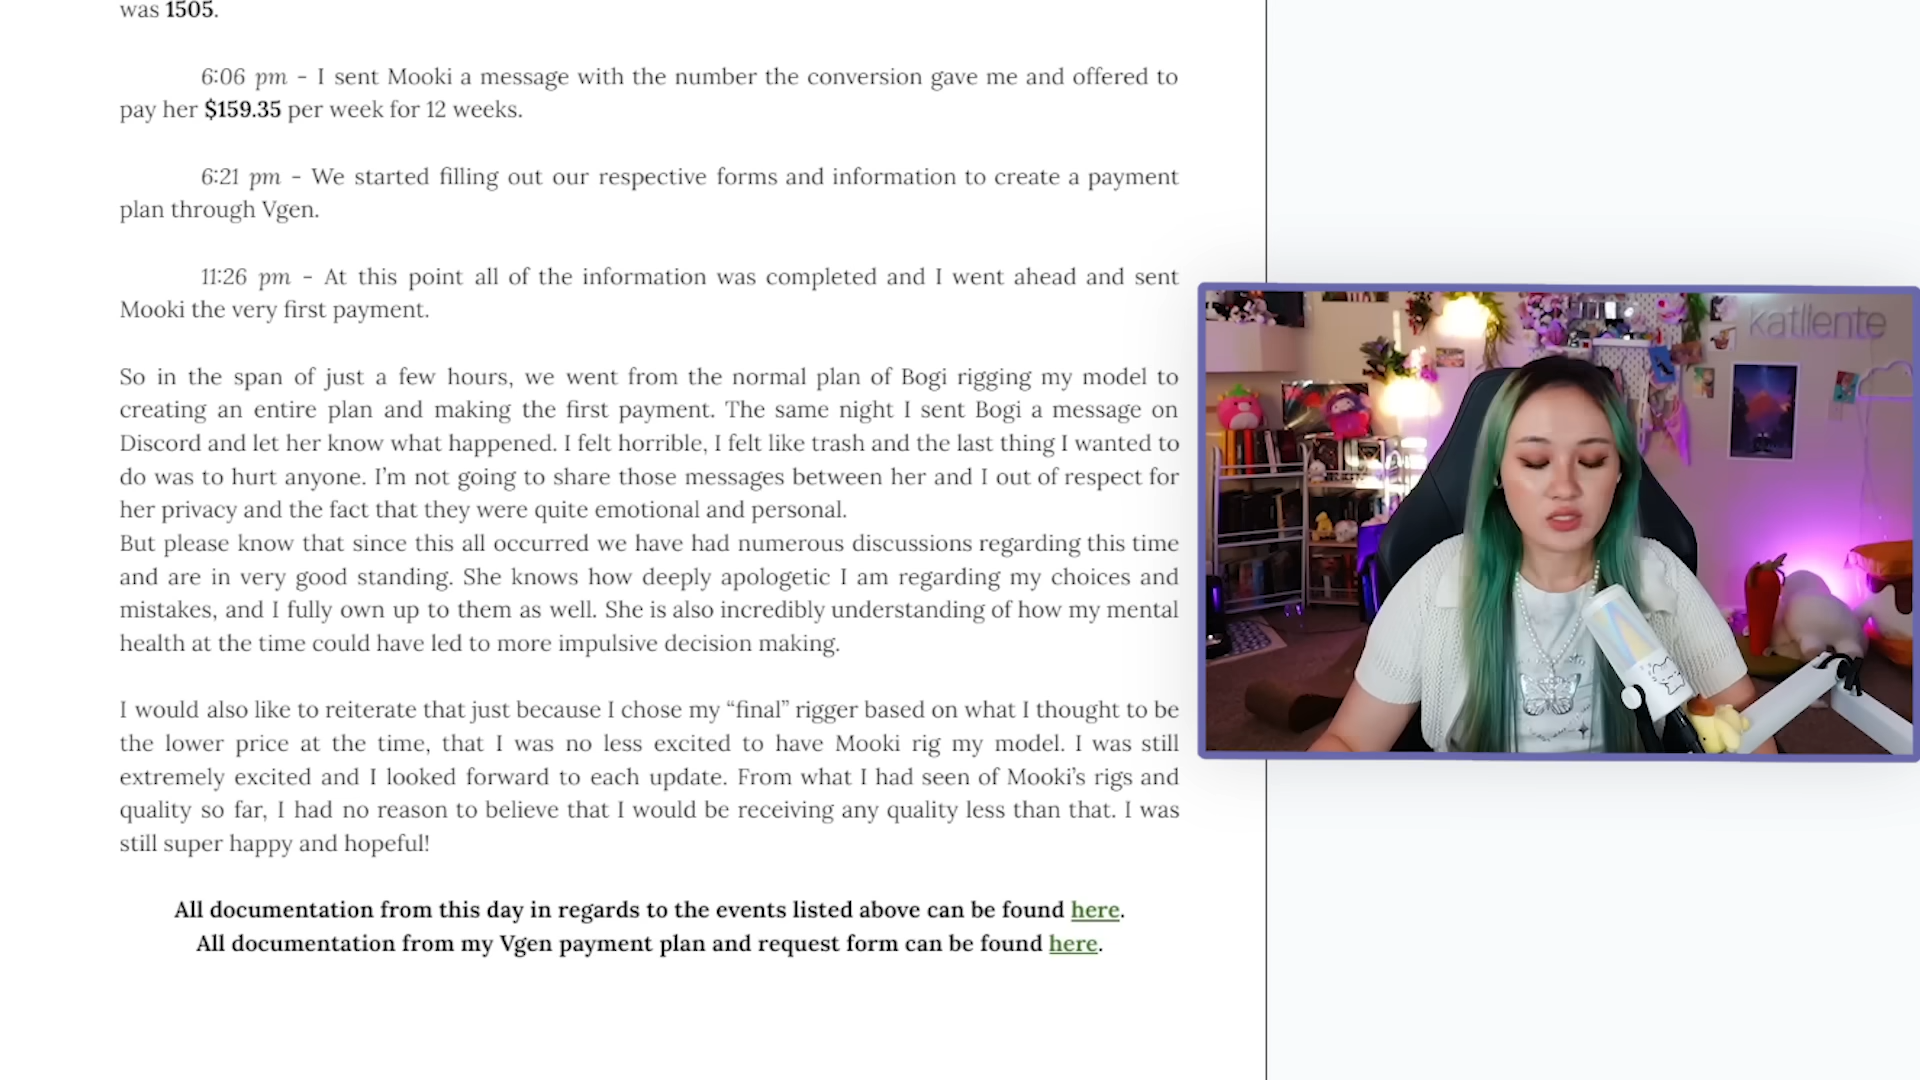 was 1505.
6:06 pm - I sent Mooki a message with the number the conversion gave me and offered to
pay her $159.35 per week for 12 weeks.
6:21 pm - We started filling out our respective forms and information to create a payment
plan through Vgen.
11:26 pm - At this point all of the information was completed and I went ahead and sent
Mooki the very first payment.
So in the span of just a few hours, we went from the normal plan of Bogi rigging my model to
creating an entire plan and making the first payment. The same night I sent Bogi a message on
Discord and let her know what happened. I felt horrible, I felt like trash and the last thing I wanted to
do was to hurt anyone. I’m not going to share those messages between her and I out of respect for
her privacy and the fact that they were quite emotional and personal.
But please know that since this all occurred we have had numerous discussions regarding this time
and are in very good standing. She knows how deeply apologetic I am regarding my choices and
mistakes, and I fully own up to them as well. She is also incredibly understanding of how my mental
health at the time could have led to more impulsive decision making.
I would also like to reiterate that just because I chose my “final” rigger based on what I thought to be
the lower price at the time, that I was no less excited to have Mooki rig my model. I was still
extremely excited and I looked forward to each update. From what I had seen of Mooki’s rigs and
quality so far, I had no reason to believe that I would be receiving any quality less than that. I was
still super happy and hopeful!
All documentation from this day in regards to the events listed above can be found here.
All documentation from my Vgen payment plan and request form can be found here.
katliente